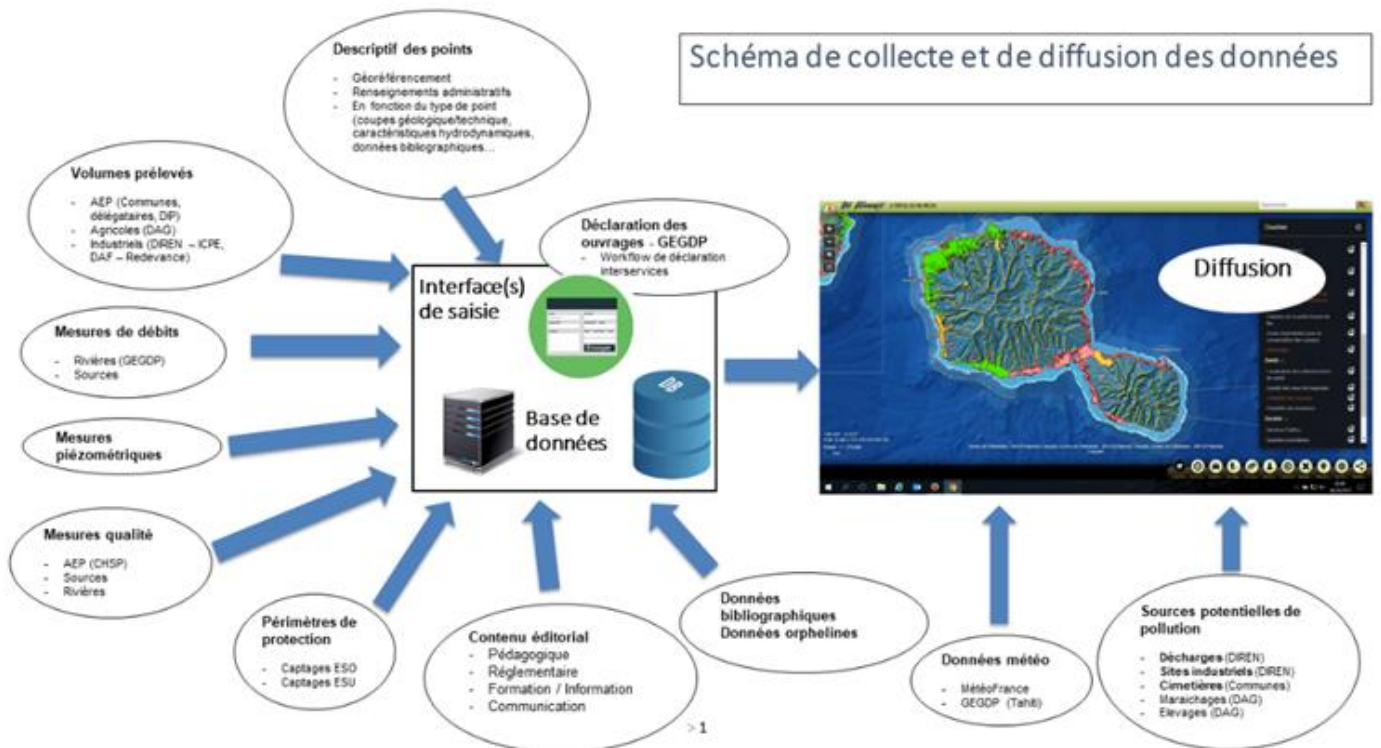 Schéma de collecte et de diffusion des données
Descriptif des points
- Géoréférencement
- Renseignements administratifs
- En fonction du type de point
(coupes géologique/technique,
caractéristiques hydrodynamiques,
données bibliographiques…
Volumes prélevés
- AEP (Communes,
délégataires, DIP)
- Agricoles (DAG)
- Industriels (DIREN – ICPE,
DAF – Redevance)
Déclaration des
ouvrages - GEGDP
- Workflow de déclaration
interservices
Interface(s)
de saisie
Base de
données
Mesures de débits
- Rivières (GEGDP)
- Sources
Mesures
piézométriques
Mesures qualité
- AEP (CHSP)
- Sources
- Rivières
Périmètres de
protection
- Captages ESO
- Captages ESU
Contenu éditorial
- Pédagogique
- Réglementaire
- Formation / Information
- Communication
Données
bibliographiques
Données orphelines
Diffusion
Données météo
- MétéoFrance
- GEGDP (Tahiti)
Sources potentielles de
pollution
- Décharges (DIREN)
- Sites industriels (DIREN)
- Cimetières (Communes)
- Maraichages (DAG)
- Elevages (DAG)
> 1